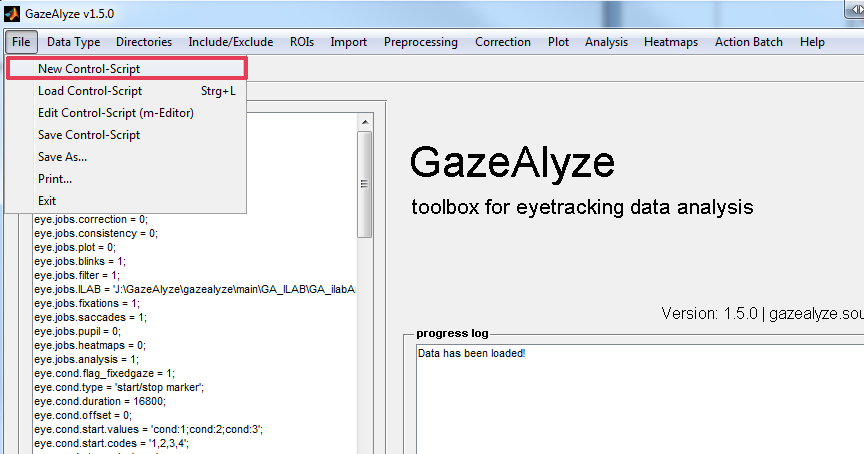 GazeAlyze v1.5.0
File Data Type Directories Include/Exclude ROIs Import Preprocessing Correction Plot Analysis Heatmaps Action Batch Help
New Control-Script
Load Control-Script Strg+L
Edit Control-Script (m-Editor)
Save Control-Script
Save As...
Print...
Exit
eye.jobs.correction = 0;
eye.jobs.consistency = 0;
eye.jobs.plot = 0;
eye.jobs.blinks = 1;
eye.jobs.filter = 1;
eye.jobs.ILAB = 'J:\GazeAlyze\gazealyze\main\GA_ILAB\GA_ilabA
eye.jobs.fixations = 1;
eye.jobs.saccades = 1;
eye.jobs.pupil = 0;
eye.jobs.heatmaps = 0;
eye.jobs.analysis = 1;
eye.cond.flag_fixedgaze = 1;
eye.cond.type = 'start/stop marker';
eye.cond.duration = 16800;
eye.cond.offset = 0;
eye.cond.start.values = 'cond:1;cond:2;cond:3';
eye.cond.start.codes = '1,2,3,4';
GazeAlyze
toolbox for eyetracking data analysis
Version: 1.5.0 | gazealyze.sou
progress log
Data has been loaded!